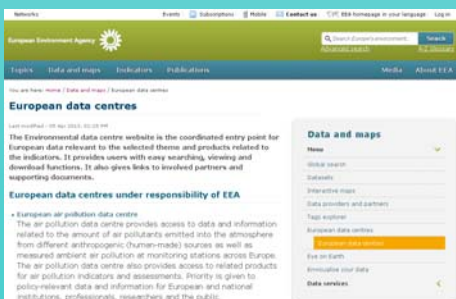 Networks Events Subscriptions Mobile Contact us EEA homepage in your language Log in
European Environment Agency
Search Europe's environment... Search
Advanced search A-Z Glossary
Topics Data and maps Indicators Publications Media About EEA
You are here: Home / Data and maps / European data centres
European data centres
Last modified - 2010,
The Environmental data centre website is the coordinated entry point for
European data relevant to the selected theme and products related to
the indicators. It provides users with easy searching, viewing and
download functions. It also gives links to involved partners and
supporting documents.
European data centres under responsibility of EEA
European air pollution data centre
The air pollution data centre provides access to data and information
related to the amount of air pollutants emitted into the atmosphere
from different anthropogenic (human-made) sources as well as
measured ambient air pollution at monitoring stations across Europe.
The air pollution data centre also provides access to related products
for air pollution indicators and assessments. Priority is given to
policy-relevant data and information for European and national
institutions, professionals, researchers and the public.
Data and maps
Menu
Global search
Datasets
Interactive maps
Data providers and partners
Tags explorer
European data centres
European data centres
Eye on Earth
Data services